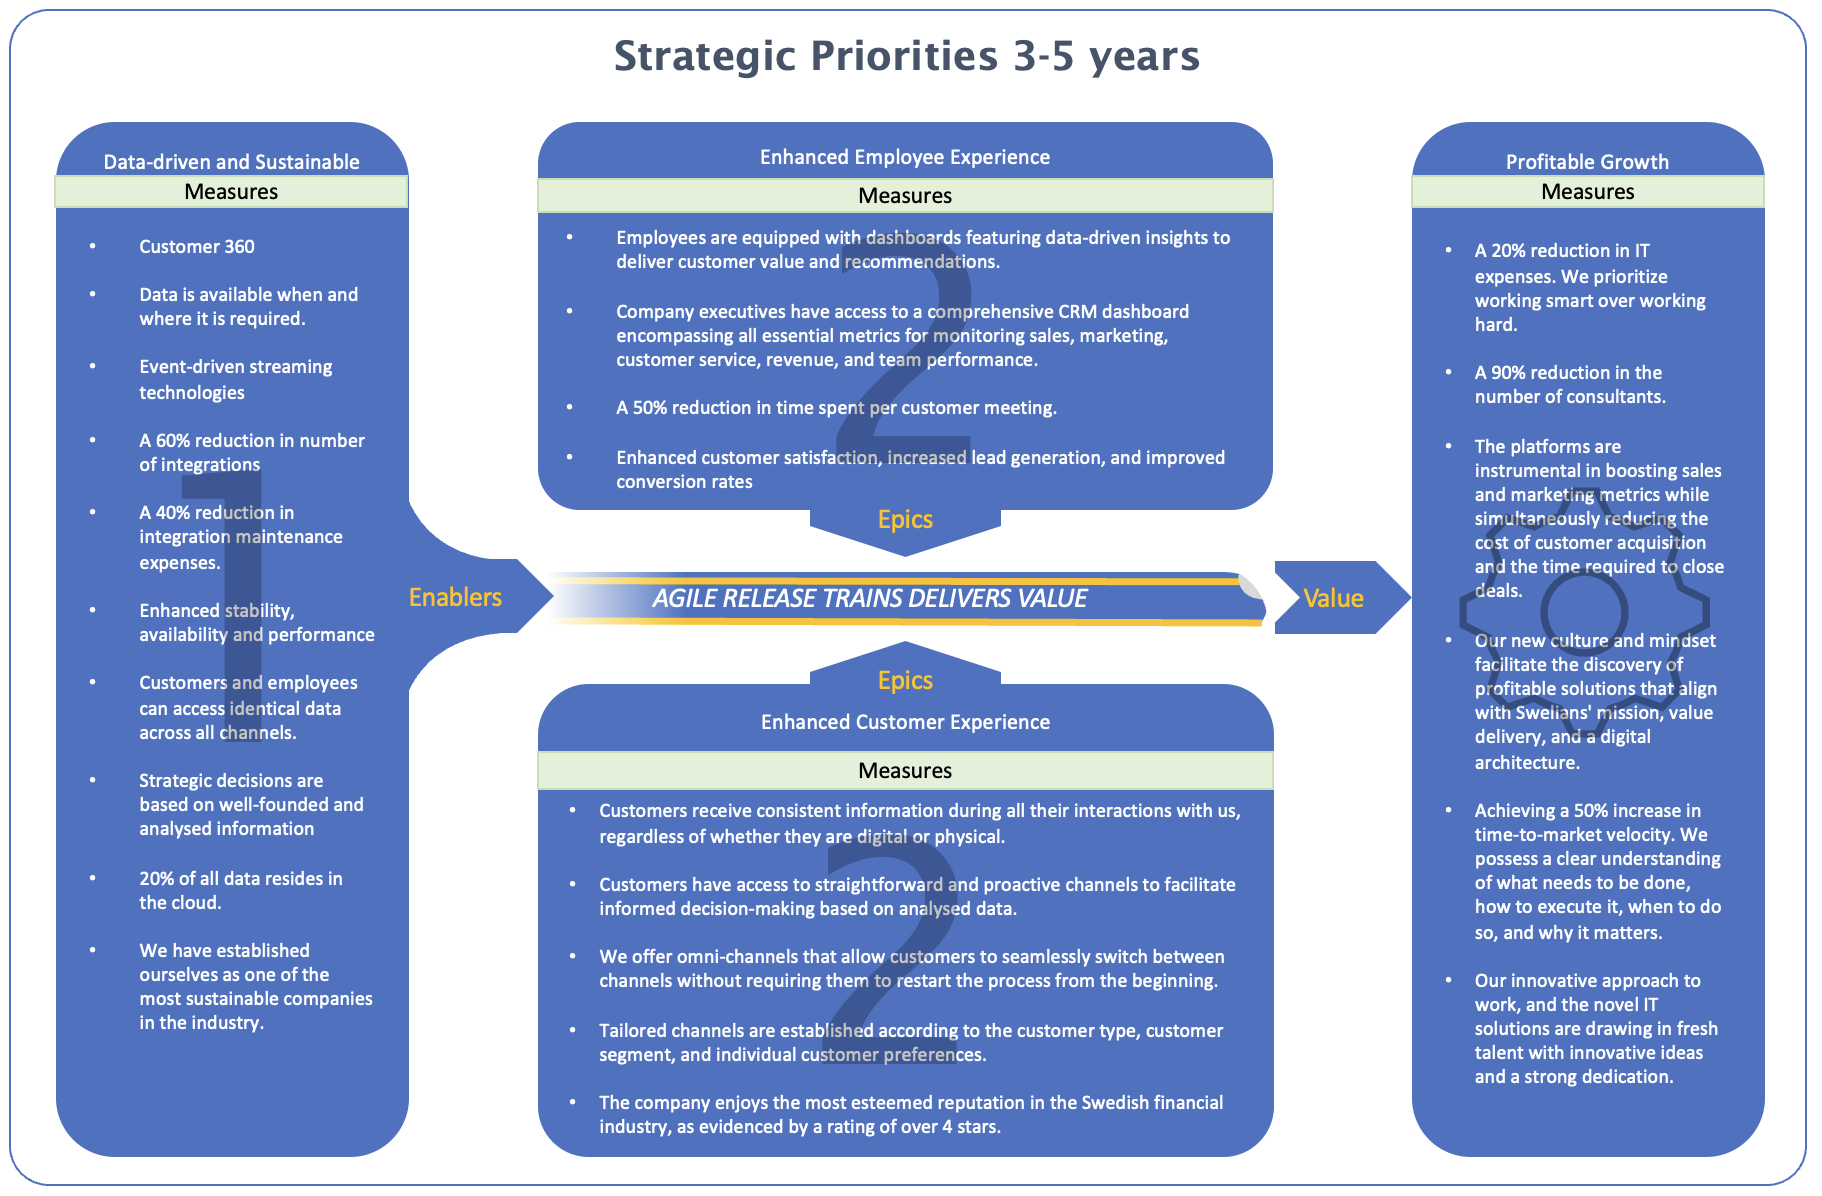 Strategic Priorities 3-5 years
Data-driven and Sustainable
Measures
• Customer 360
• Data is available when and
where it is required.
• Event-driven streaming
technologies
• A 60% reduction in number
of integrations
• A 40% reduction in
integration maintenance
expenses.
• Enhanced stability,
availability and performance
• Customers and employees
can access identical data
across all channels.
• Strategic decisions are
based on well-founded and
analysed information
• 20% of all data resides in
the cloud.
• We have established
ourselves as one of the
most sustainable companies
in the industry.
1
Enablers
Enhanced Employee Experience
Measures
• Employees are equipped with dashboards featuring data-driven insights to
deliver customer value and recommendations.
• Company executives have access to a comprehensive CRM dashboard
encompassing all essential metrics for monitoring sales, marketing,
customer service, revenue, and team performance.
• A 50% reduction in time spent per customer meeting.
• Enhanced customer satisfaction, increased lead generation, and improved
conversion rates
2
Epics
AGILE RELEASE TRAINS DELIVERS VALUE
Epics
Enhanced Customer Experience
Measures
• Customers receive consistent information during all their interactions with us,
regardless of whether they are digital or physical.
• Customers have access to straightforward and proactive channels to facilitate
informed decision-making based on analysed data.
• We offer omni-channels that allow customers to seamlessly switch between
channels without requiring them to restart the process from the beginning.
• Tailored channels are established according to the customer type, customer
segment, and individual customer preferences.
• The company enjoys the most esteemed reputation in the Swedish financial
industry, as evidenced by a rating of over 4 stars.
2
Value
Profitable Growth
Measures
• A 20% reduction in IT
expenses. We prioritize
working smart over working
hard.
• A 90% reduction in the
number of consultants.
• The platforms are
instrumental in boosting sales
and marketing metrics while
simultaneously reducing the
cost of customer acquisition
and the time required to close
deals.
• Our new culture and mindset
facilitate the discovery of
profitable solutions that align
with Swelians' mission, value
delivery, and a digital
architecture.
• Achieving a 50% increase in
time-to-market velocity. We
possess a clear understanding
of what needs to be done,
how to execute it, when to do
so, and why it matters.
• Our innovative approach to
work, and the novel IT
solutions are drawing in fresh
talent with innovative ideas
and a strong dedication.